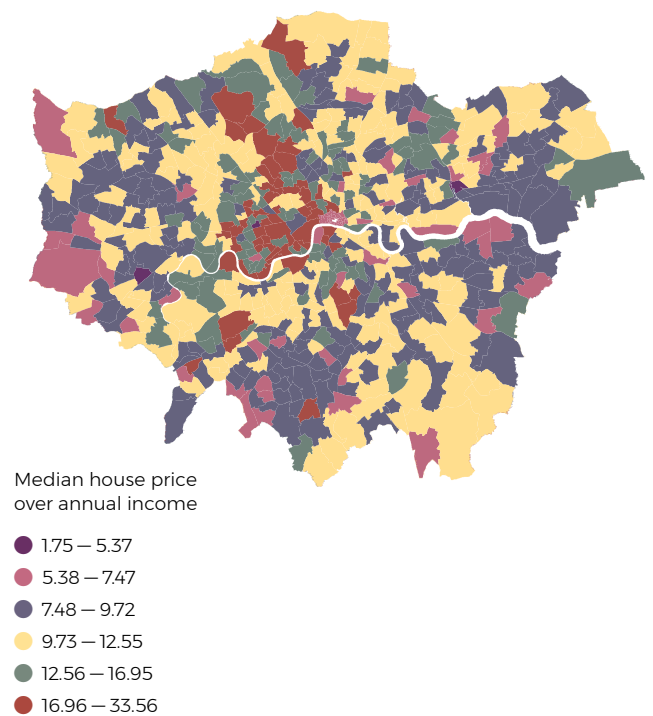 Median house price
over annual income
1.75 — 5.37
5.38 — 7.47
7.48 — 9.72
9.73 — 12.55
12.56 — 16.95
16.96 — 33.56